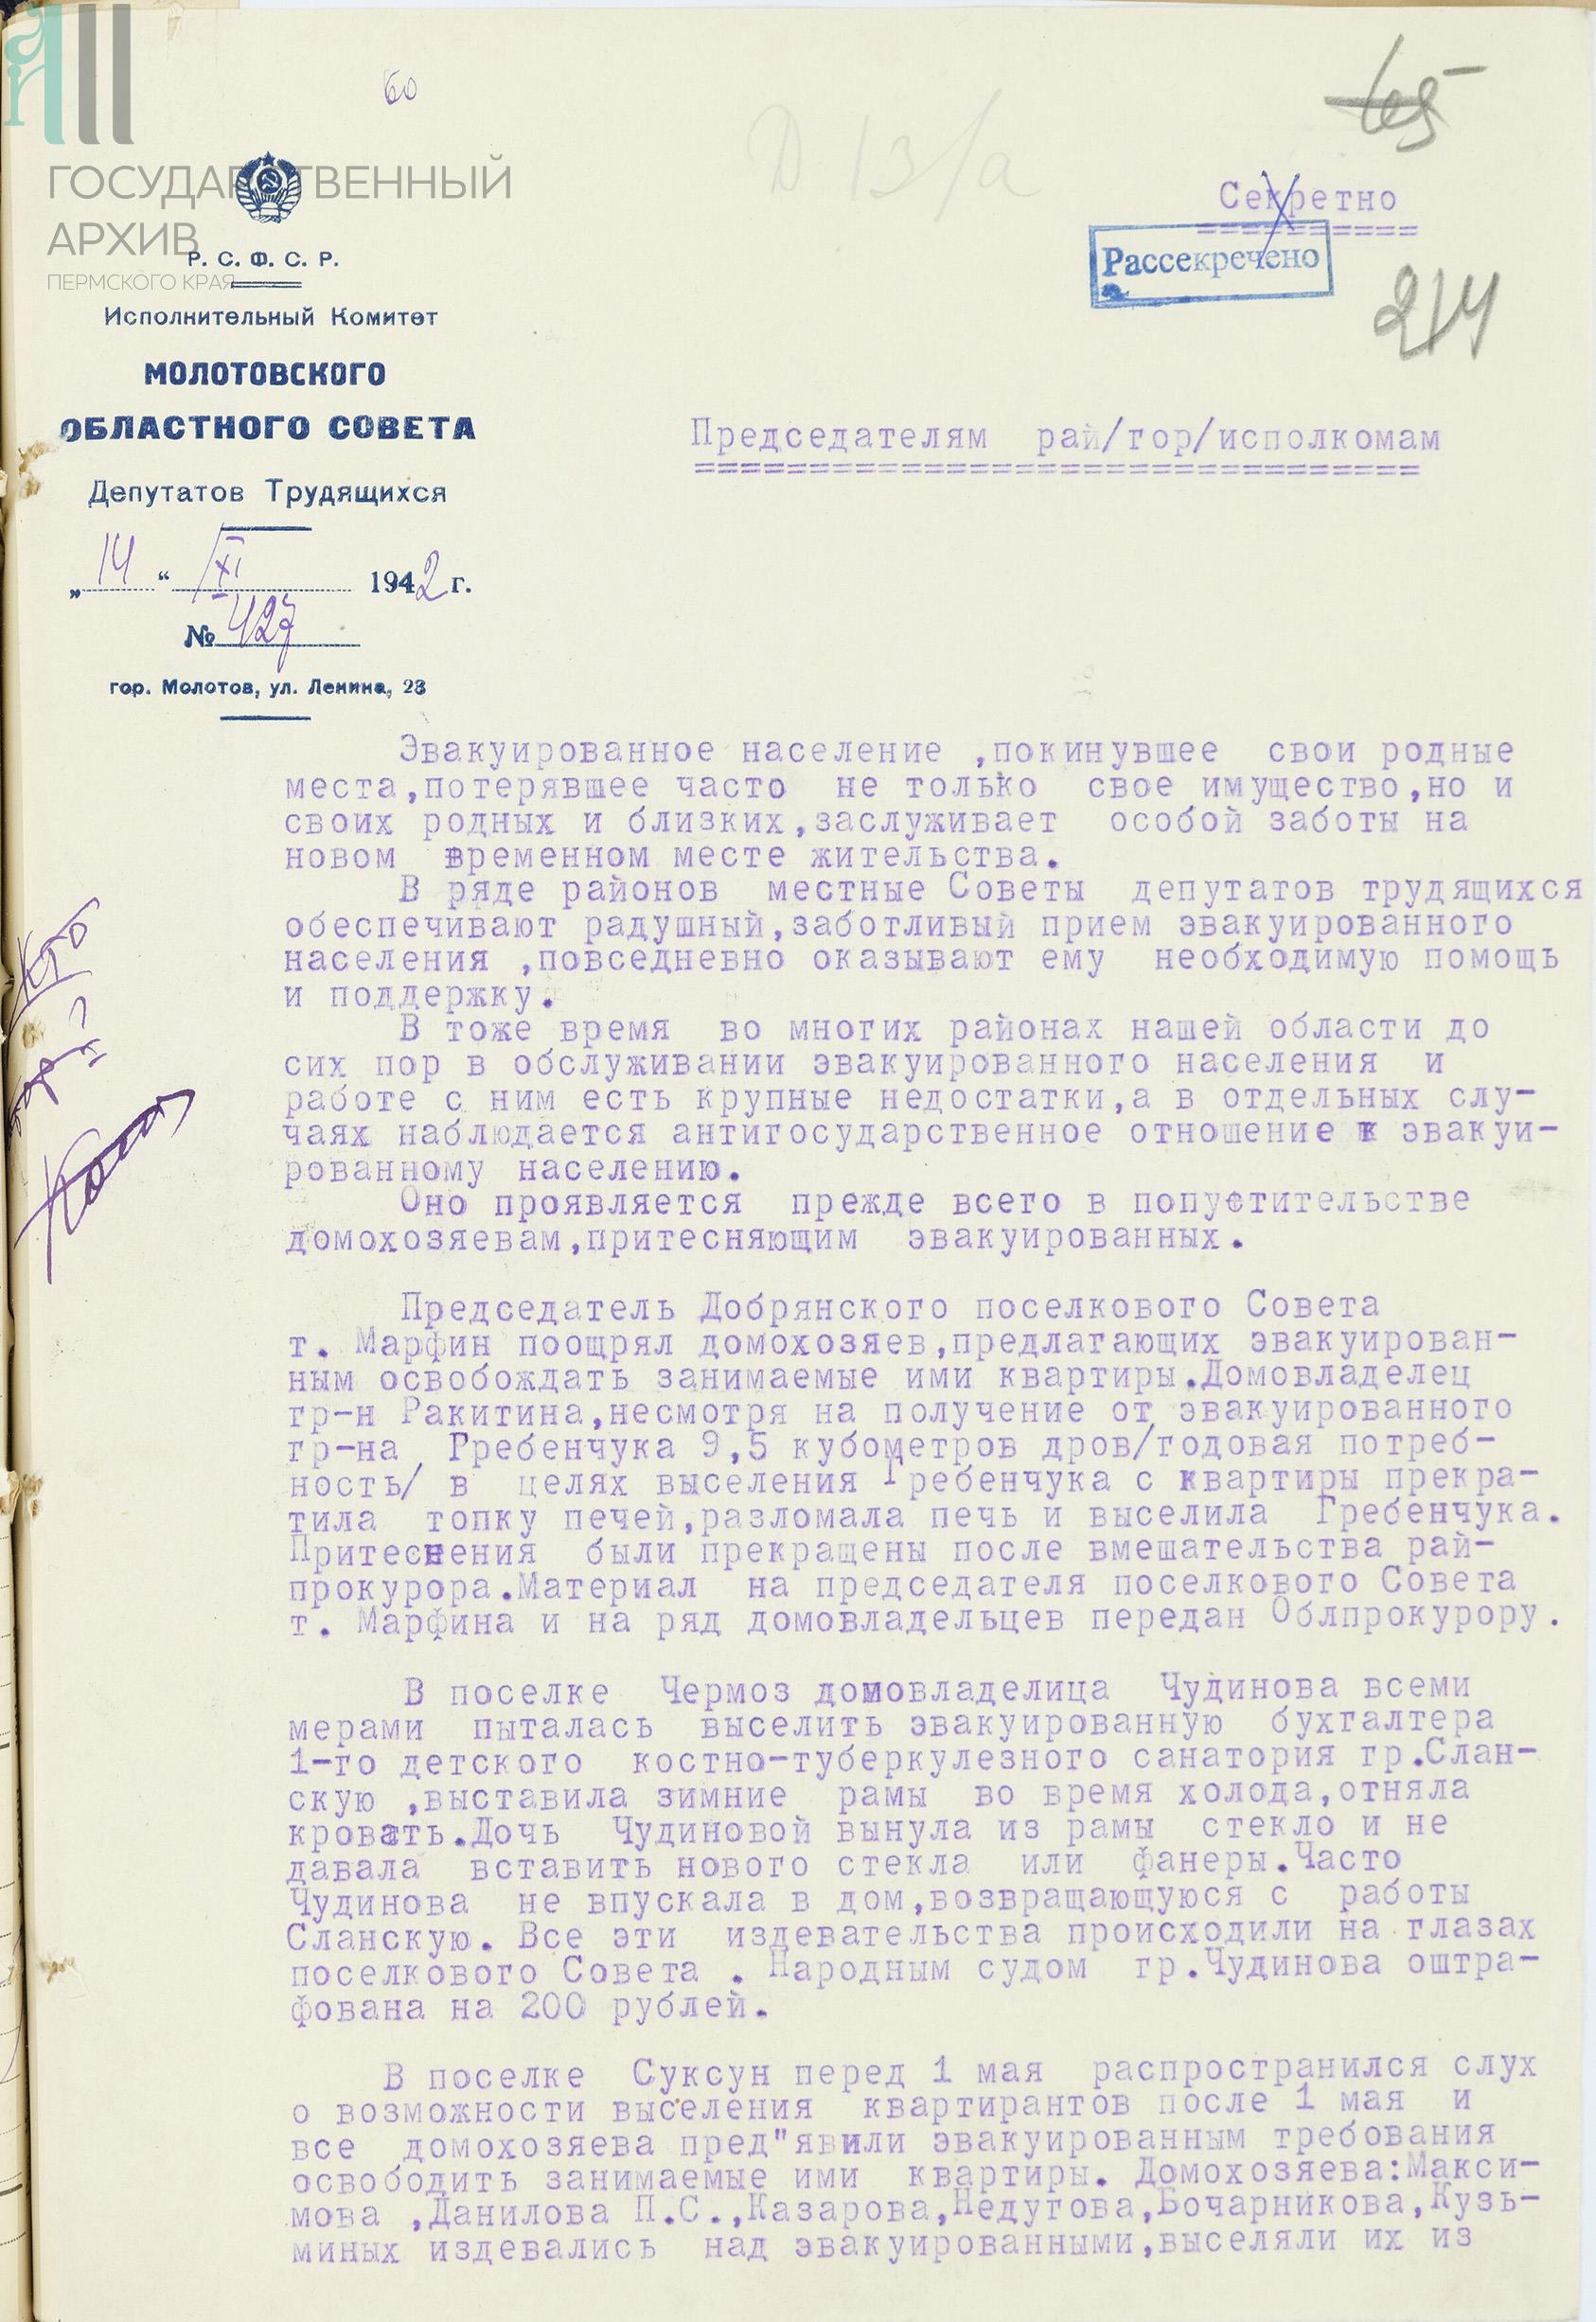 60
165
Д 13/а
ГОСУДАРСТВЕННЫЙ
АРХИВ
ПЕРМСКОГО КРАЯ
Секретно
Рассекречено
214
Р. С. Ф. С. Р.
Исполнительный Комитет
МОЛОТОВСКОГО
ОБЛАСТНОГО СОВЕТА
Депутатов Трудящихся
„14“ XI 1942 г.
№ 427
гор. Молотов, ул. Ленина, 23
Председателям рай/гор/исполкомам
Эвакуированное население ,покинувшее свои родные
места,потерявшее часто не только свое имущество,но и
своих родных и близких,заслуживает особой заботы на
новом временном месте жительства.
В ряде районов местные Советы депутатов трудящихся
обеспечивают радушный,заботливый прием эвакуированного
населения ,повседневно оказывают ему необходимую помощь
и поддержку.
В тоже время во многих районах нашей области до
сих пор в обслуживании эвакуированного населения и
работе с ним есть крупные недостатки,а в отдельных слу-
чаях наблюдается антигосударственное отношение к эвакуи-
рованному населению.
Оно проявляется прежде всего в попустительстве
домохозяевам,притесняющим эвакуированных.
Председатель Добрянского поселкового Совета
т. Марфин поощрял домохозяев,предлагающих эвакуирован-
ным освобождать занимаемые ими квартиры.Домовладелец
гр-н Ракитина,несмотря на получение от эвакуированного
гр-на Гребенчука 9,5 кубометров дров/годовая потреб-
ность/ в целях выселения Гребенчука с квартиры прекра-
тила топку печей,разломала печь и выселила Гребенчука.
Притеснения были прекращены после вмешательства рай-
прокурора.Материал на председателя поселкового Совета
т. Марфина и на ряд домовладельцев передан Облпрокурору.
В поселке Чермоз домовладелица Чудинова всеми
мерами пыталась выселить эвакуированную бухгалтера
1-го детского костно-туберкулезного санатория гр.Слан-
скую ,выставила зимние рамы во время холода,отняла
кровать.Дочь Чудиновой вынула из рамы стекло и не
давала вставить нового стекла или фанеры.Часто
Чудинова не впускала в дом,возвращающуюся с работы
Сланскую. Все эти издевательства происходили на глазах
поселкового Совета . Народным судом гр.Чудинова оштра-
фована на 200 рублей.
В поселке Суксун перед 1 мая распространился слух
о возможности выселения квартирантов после 1 мая и
все домохозяева пред"явили эвакуированным требования
освободить занимаемые ими квартиры. Домохозяева:Макси-
мова ,Данилова П.С.,Казарова,Недугова,Бочарникова,Кузь-
миных издевались над эвакуированными,выселяли их из